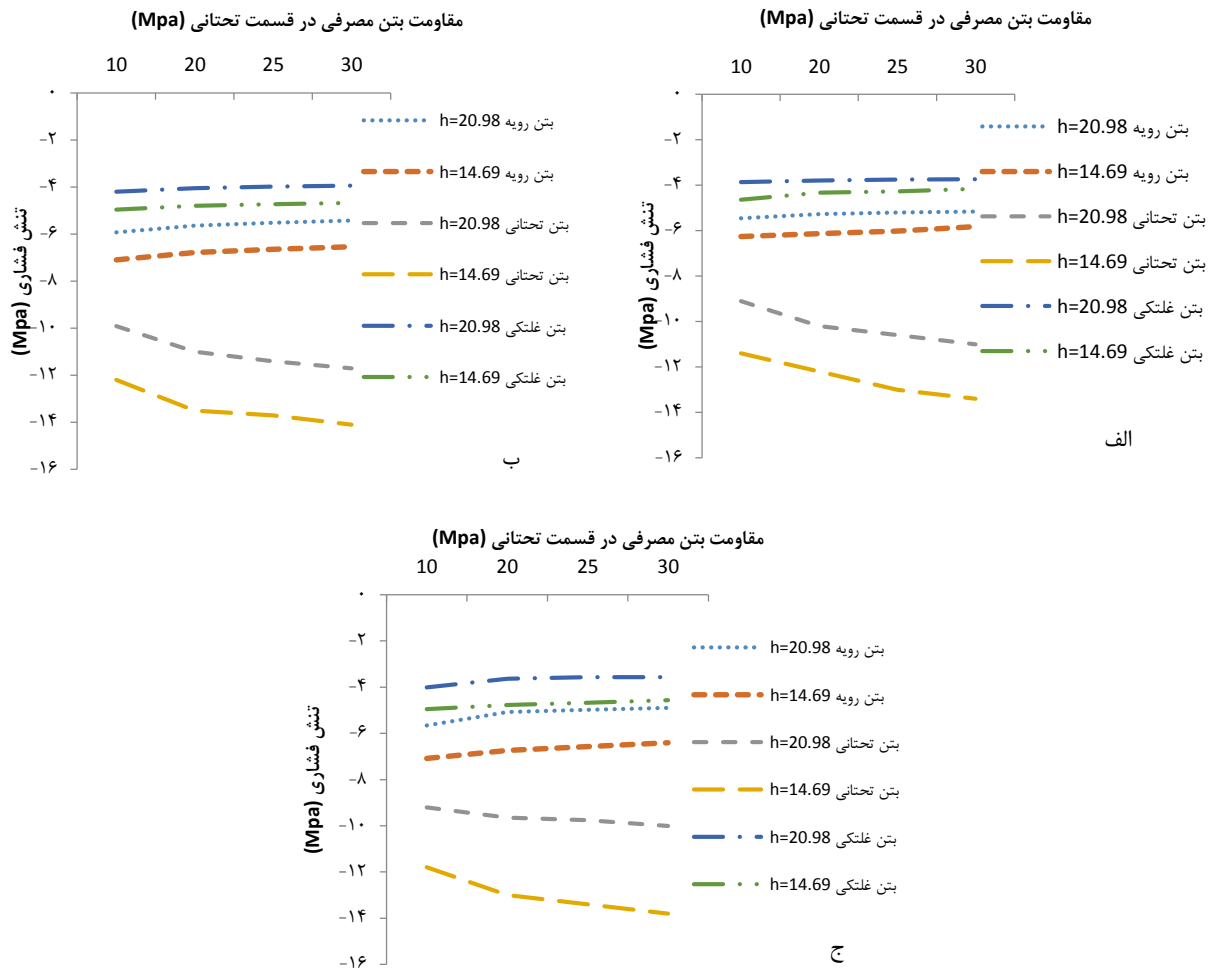 مقاومت بتن مصرفی در قسمت تحتانی (Mpa)
10 20 25 30
۰
-۲
-۴
-۶
-۸
-۱۰
-۱۲
-۱۴
-۱۶
تنش فشاری (Mpa)
بتن رویه h=20.98
بتن رویه h=14.69
بتن تحتانی h=20.98
بتن تحتانی h=14.69
بتن غلتکی h=20.98
بتن غلتکی h=14.69
الف
مقاومت بتن مصرفی در قسمت تحتانی (Mpa)
10 20 25 30
۰
-۲
-۴
-۶
-۸
-۱۰
-۱۲
-۱۴
-۱۶
تنش فشاری (Mpa)
بتن رویه h=20.98
بتن رویه h=14.69
بتن تحتانی h=20.98
بتن تحتانی h=14.69
بتن غلتکی h=20.98
بتن غلتکی h=14.69
ب
مقاومت بتن مصرفی در قسمت تحتانی (Mpa)
10 20 25 30
۰
-۲
-۴
-۶
-۸
-۱۰
-۱۲
-۱۴
-۱۶
تنش فشاری (Mpa)
بتن رویه h=20.98
بتن رویه h=14.69
بتن تحتانی h=20.98
بتن تحتانی h=14.69
بتن غلتکی h=20.98
بتن غلتکی h=14.69
ج